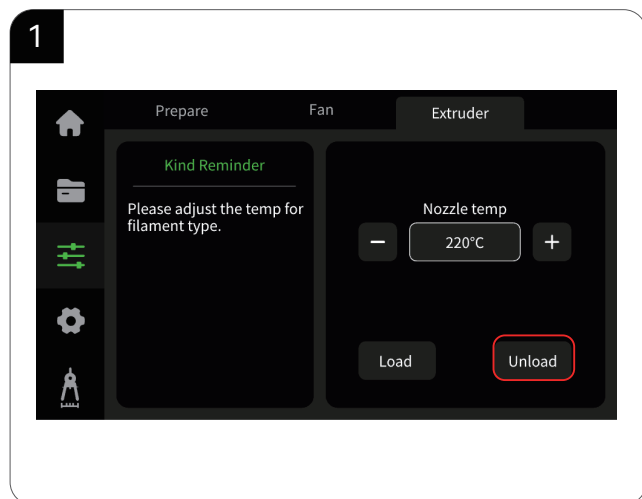 1
Prepare
Fan
Extruder
Kind Reminder
Please adjust the temp for
filament type.
Nozzle temp
−
220°C
+
Load
Unload